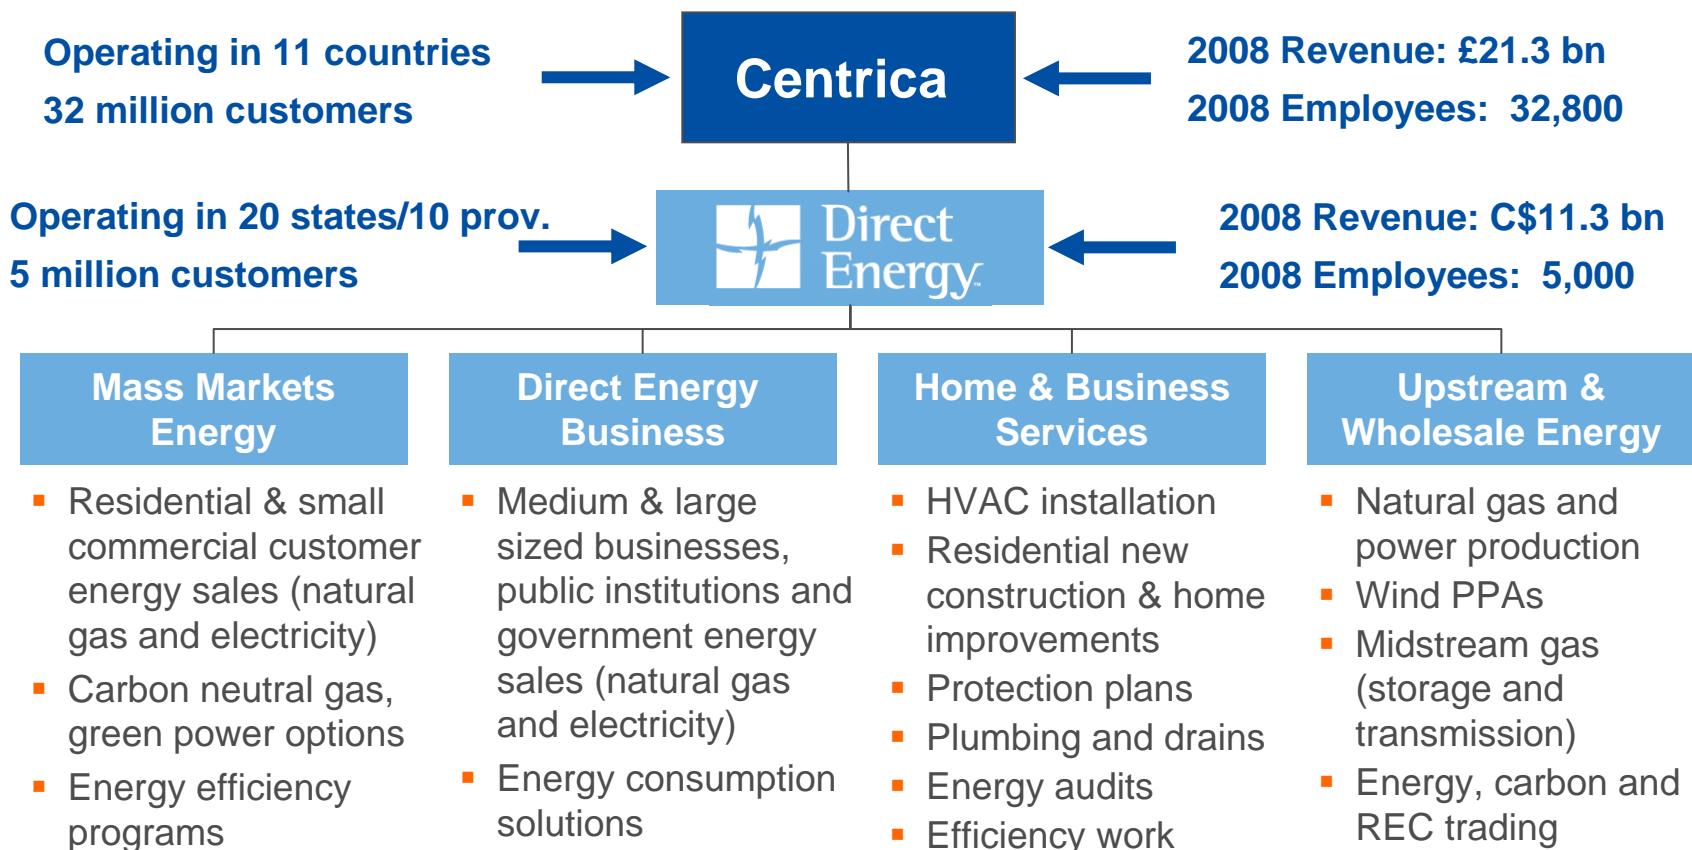 Operating in 11 countries
32 million customers
Centrica
2008 Revenue: £21.3 bn
2008 Employees: 32,800
Operating in 20 states/10 prov.
5 million customers
Direct
Energy™
2008 Revenue: C$11.3 bn
2008 Employees: 5,000
Mass Markets
Energy
▪ Residential & small
commercial customer
energy sales (natural
gas and electricity)
▪ Carbon neutral gas,
green power options
▪ Energy efficiency
programs
Direct Energy
Business
▪ Medium & large
sized businesses,
public institutions and
government energy
sales (natural gas
and electricity)
▪ Energy consumption
solutions
Home & Business
Services
▪ HVAC installation
▪ Residential new
construction & home
improvements
▪ Protection plans
▪ Plumbing and drains
▪ Energy audits
▪ Efficiency work
Upstream &
Wholesale Energy
▪ Natural gas and
power production
▪ Wind PPAs
▪ Midstream gas
(storage and
transmission)
▪ Energy, carbon and
REC trading